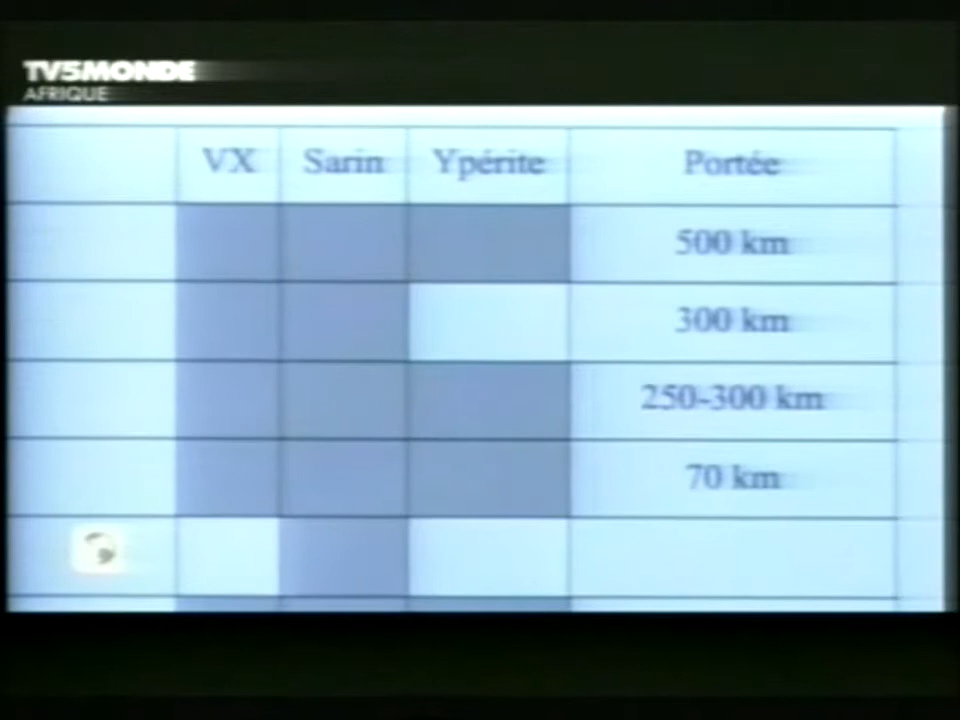 TV5MONDE
AFRIQUE
VX Sarin Ypérite Portée
500 km
300 km
250-300 km
70 km